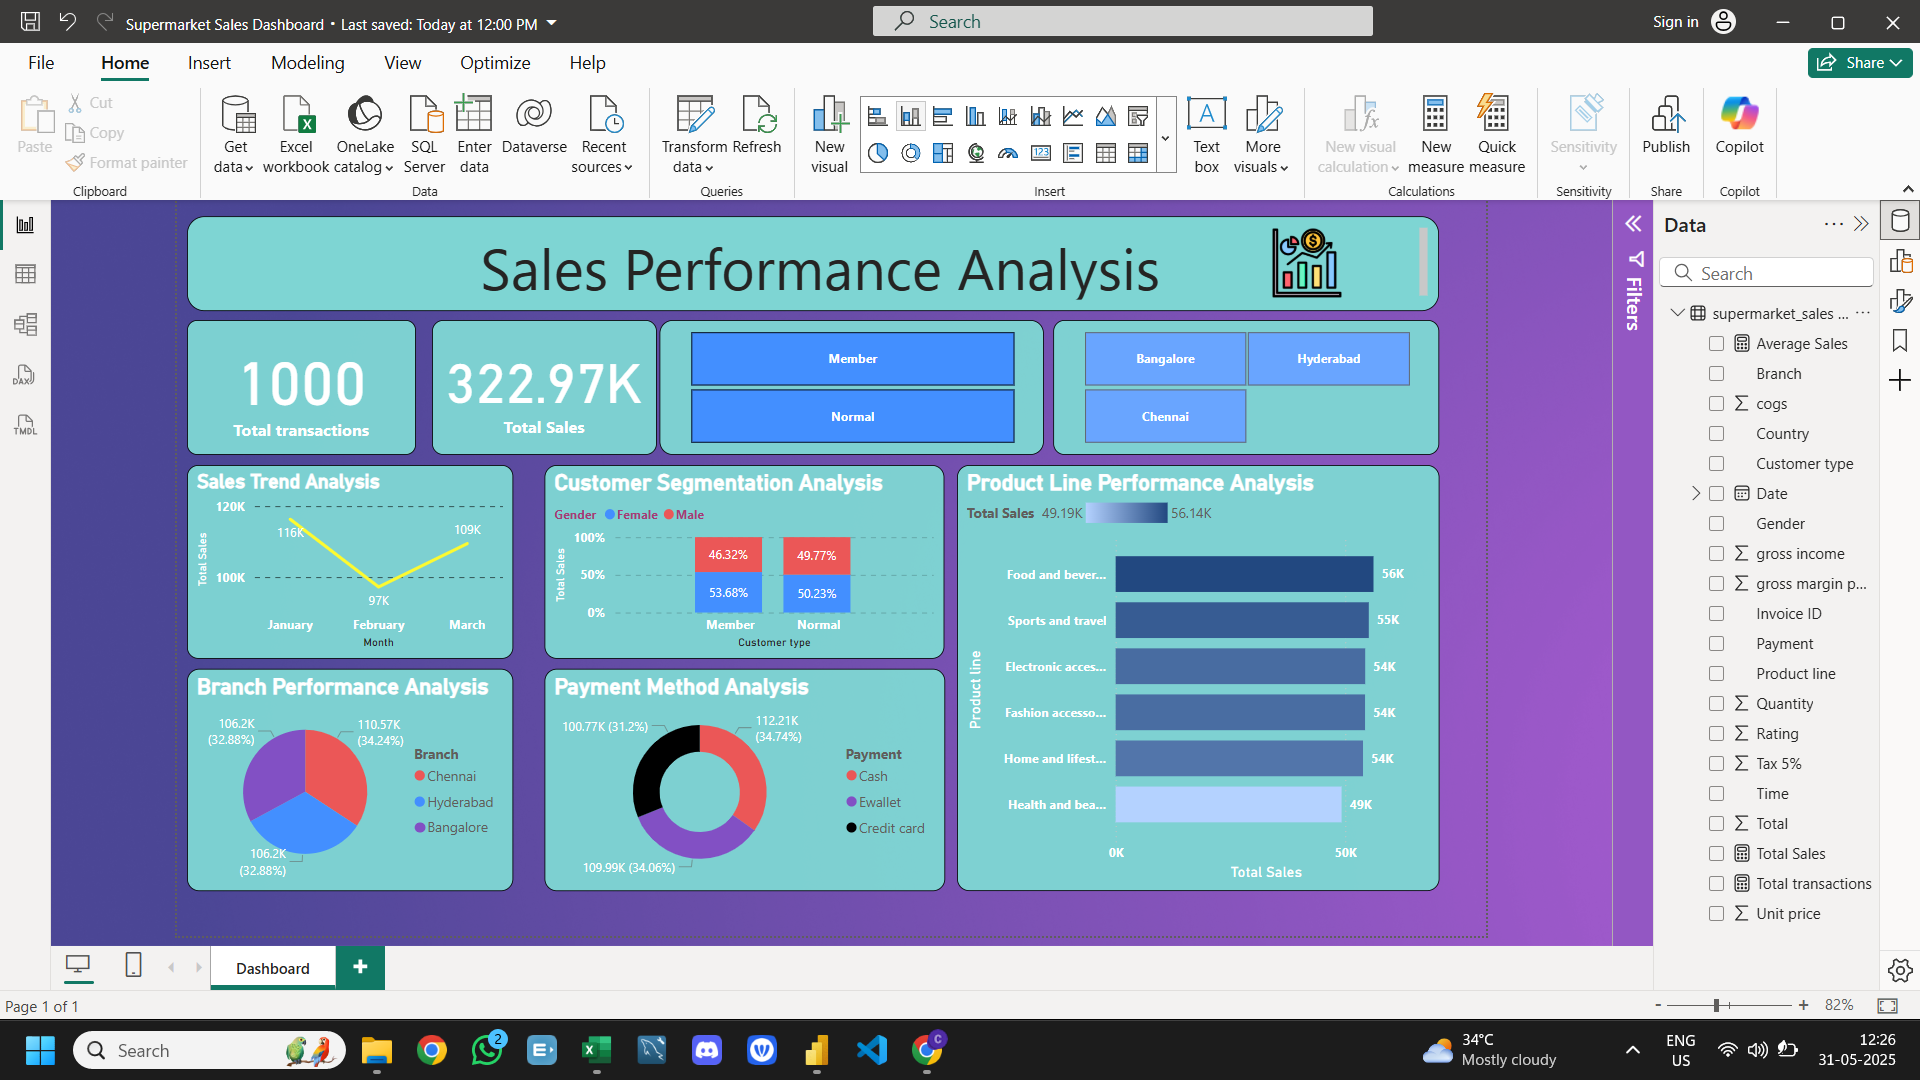 Supermarket Sales Dashboard • Last saved: Today at 12:00 PM
Search
Sign in
File
Home
Insert
Modeling
View
Optimize
Help
Share
Paste
Cut
Copy
Format painter
Clipboard
Get data
Excel workbook
OneLake catalog
SQL Server
Enter data
Dataverse
Recent sources
Data
Transform data
Refresh
Queries
New visual
Text box
More visuals
Insert
New visual calculation
New measure
Quick measure
Calculations
Sensitivity
Sensitivity
Publish
Share
Copilot
Copilot
Sales Performance Analysis
1000
Total transactions
322.97K
Total Sales
Member
Normal
Bangalore
Hyderabad
Chennai
Sales Trend Analysis
Total Sales
120K
100K
116K
97K
109K
January
February
March
Month
Customer Segmentation Analysis
Gender Female Male
Total Sales
100%
50%
0%
46.32%
49.77%
53.68%
50.23%
Member
Normal
Customer type
Product Line Performance Analysis
Total Sales 49.19K 56.14K
Product line
Food and bever... 56K
Sports and travel 55K
Electronic acces... 54K
Fashion accesso... 54K
Home and lifest... 54K
Health and bea... 49K
0K
50K
Total Sales
Branch Performance Analysis
106.2K (32.88%)
110.57K (34.24%)
106.2K (32.88%)
Branch
Chennai
Hyderabad
Bangalore
Payment Method Analysis
100.77K (31.2%)
112.21K (34.74%)
109.99K (34.06%)
Payment
Cash
Ewallet
Credit card
Filters
Data
Search
supermarket_sales ...
Average Sales
Branch
cogs
Country
Customer type
Date
Gender
gross income
gross margin p...
Invoice ID
Payment
Product line
Quantity
Rating
Tax 5%
Time
Total
Total Sales
Total transactions
Unit price
DAX
TMDL
Dashboard
Page 1 of 1
- + 82%
Search
2
C
34°C
Mostly cloudy
ENG
US
12:26
31-05-2025